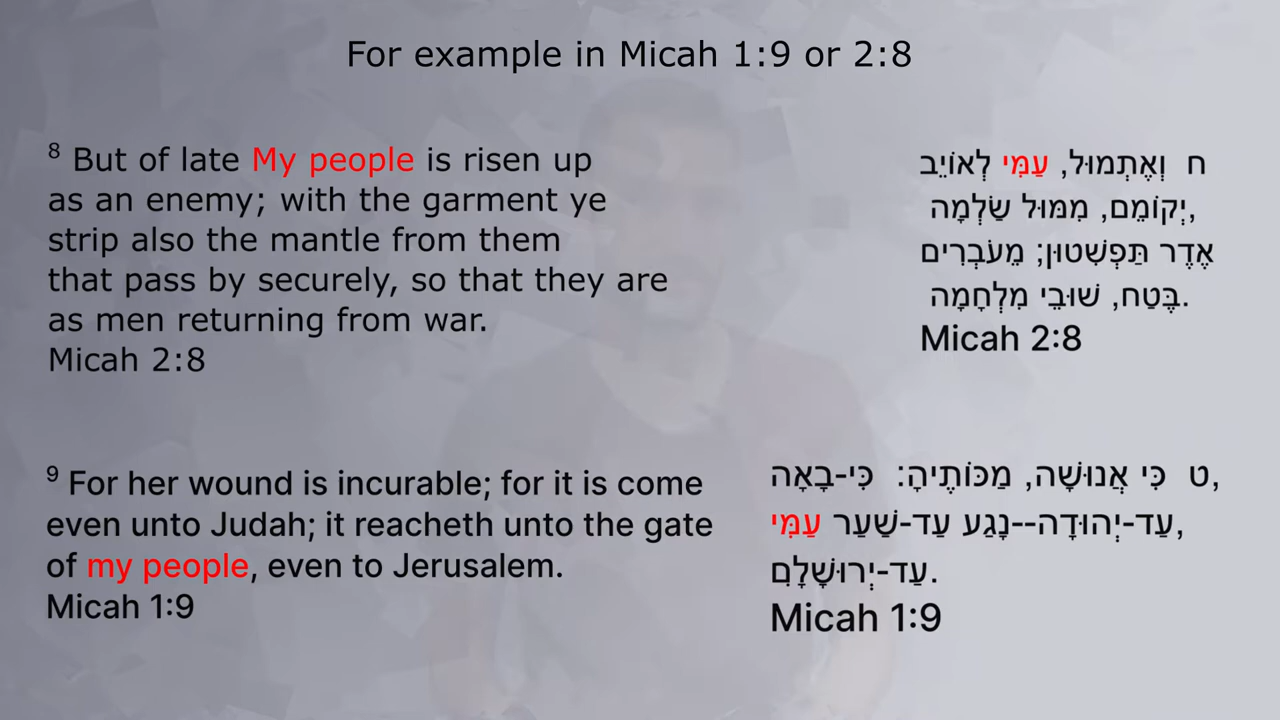 For example in Micah 1:9 or 2:8
8 But of late My people is risen up
as an enemy; with the garment ye
strip also the mantle from them
that pass by securely, so that they are
as men returning from war.
Micah 2:8
ח וְאֶתְמוּל, עַמִּי לְאוֹיֵב
יְקוֹמֵם, מִמּוּל שַׂלְמָה,
אֶדֶר תַּפְשִׁטוּן; מֵעֹבְרִים
בֶּטַח, שׁוּבֵי מִלְחָמָה.
Micah 2:8
9 For her wound is incurable; for it is come
even unto Judah; it reacheth unto the gate
of my people, even to Jerusalem.
Micah 1:9
ט כִּי אֲנוּשָׁה, מַכּוֹתֶיהָ: כִּי-בָאָה,
עַד-יְהוּדָה--נָגַע עַד-שַׁעַר עַמִּי,
עַד-יְרוּשָׁלִָם.
Micah 1:9